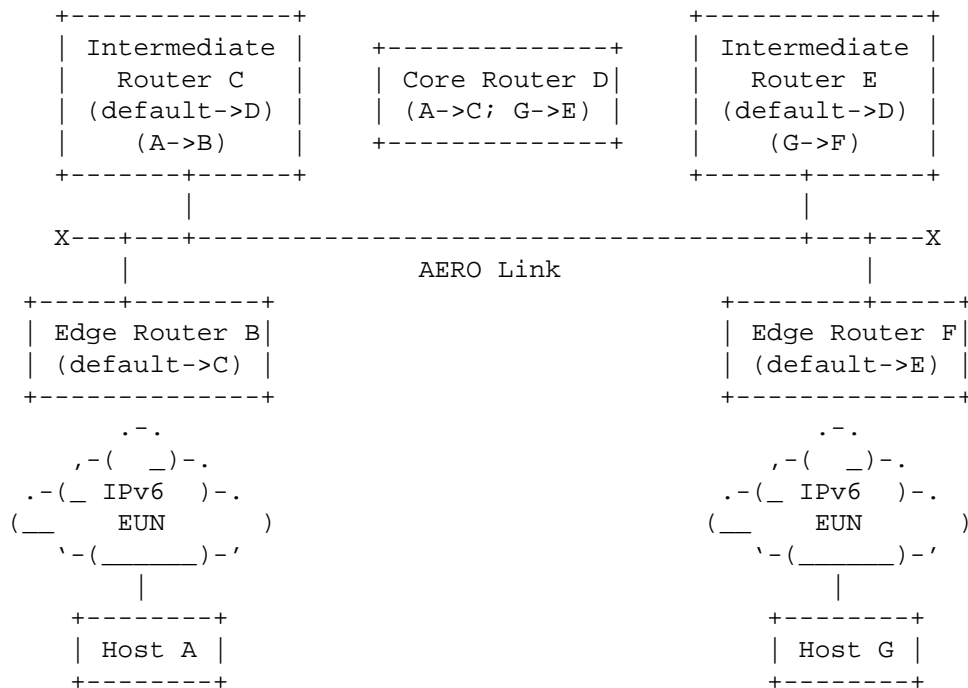 Intermediate Intermediate
Router C Core Router D Router E
(default->D) (A->C; G->E) (default->D)
(A->B) (G->F)
X X
AERO Link
Edge Router B Edge Router F
(default->C) (default->E)
IPv6 IPv6
EUN EUN
Host A Host G